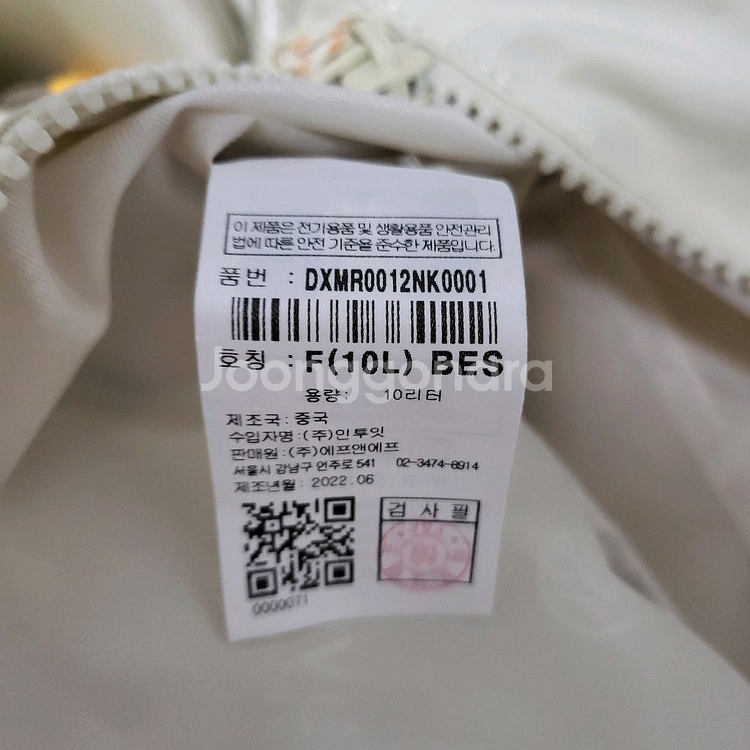 이 제품은 전기용품 및 생활용품 안전관리
법에 따른 안전 기준을 준수한 제품입니다.
품번 : DXMR0012NK0001
호칭 : F(10L) BES
Joonggonara
용량: 10리터
제조국: 중국
수입자명:(주)인투잇
판매원:(주)에프앤에프
서울시 강남구 언주로 541 02-3474-8914
제조년월: 2022.06
검사필
0000071